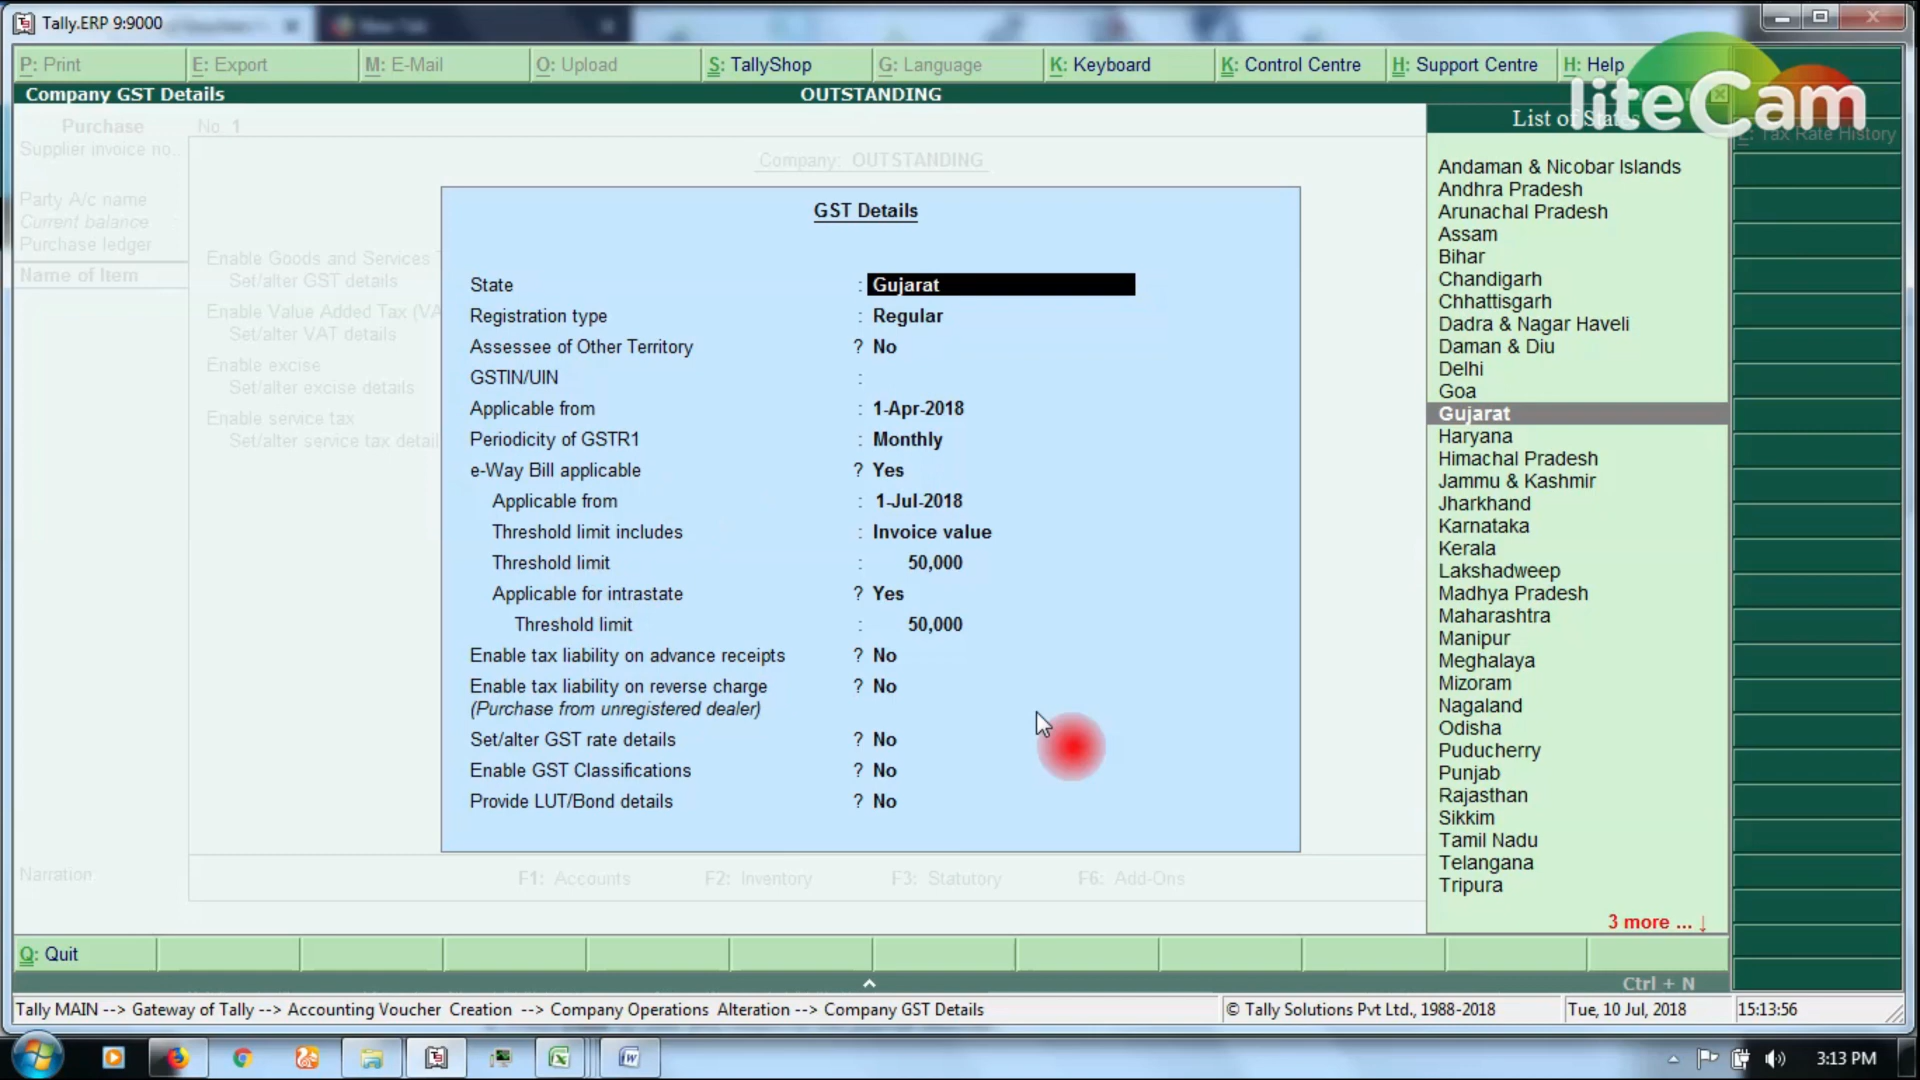 Tally.ERP 9:9000
P: Print
E: Export
M: E-Mail
O: Upload
S: TallyShop
G: Language
K: Keyboard
K: Control Centre
H: Support Centre
H: Help
Company GST Details
OUTSTANDING
liteCam
Purchase No. 1
Supplier invoice no..
Company: OUTSTANDING
Party A/c name
Current balance
Purchase ledger
Name of Item
Enable Goods and Services T
Set/alter GST details
Enable Value Added Tax (VA
Set/alter VAT details
Enable excise
Set/alter excise details
Enable service tax
Set/alter service tax detail
Narration:
GST Details
State : Gujarat
Registration type : Regular
Assessee of Other Territory ? No
GSTIN/UIN :
Applicable from : 1-Apr-2018
Periodicity of GSTR1 : Monthly
e-Way Bill applicable ? Yes
Applicable from : 1-Jul-2018
Threshold limit includes : Invoice value
Threshold limit : 50,000
Applicable for intrastate ? Yes
Threshold limit : 50,000
Enable tax liability on advance receipts ? No
Enable tax liability on reverse charge ? No
(Purchase from unregistered dealer)
Set/alter GST rate details ? No
Enable GST Classifications ? No
Provide LUT/Bond details ? No
F1: Accounts
F2: Inventory
F3: Statutory
F6: Add-Ons
List of States
Tax Rate History
Andaman & Nicobar Islands
Andhra Pradesh
Arunachal Pradesh
Assam
Bihar
Chandigarh
Chhattisgarh
Dadra & Nagar Haveli
Daman & Diu
Delhi
Goa
Gujarat
Haryana
Himachal Pradesh
Jammu & Kashmir
Jharkhand
Karnataka
Kerala
Lakshadweep
Madhya Pradesh
Maharashtra
Manipur
Meghalaya
Mizoram
Nagaland
Odisha
Puducherry
Punjab
Rajasthan
Sikkim
Tamil Nadu
Telangana
Tripura
3 more ... ↓
Q: Quit
Ctrl + N
Tally MAIN --> Gateway of Tally --> Accounting Voucher Creation --> Company Operations Alteration --> Company GST Details
© Tally Solutions Pvt Ltd., 1988-2018
Tue, 10 Jul, 2018
15:13:56
3:13 PM